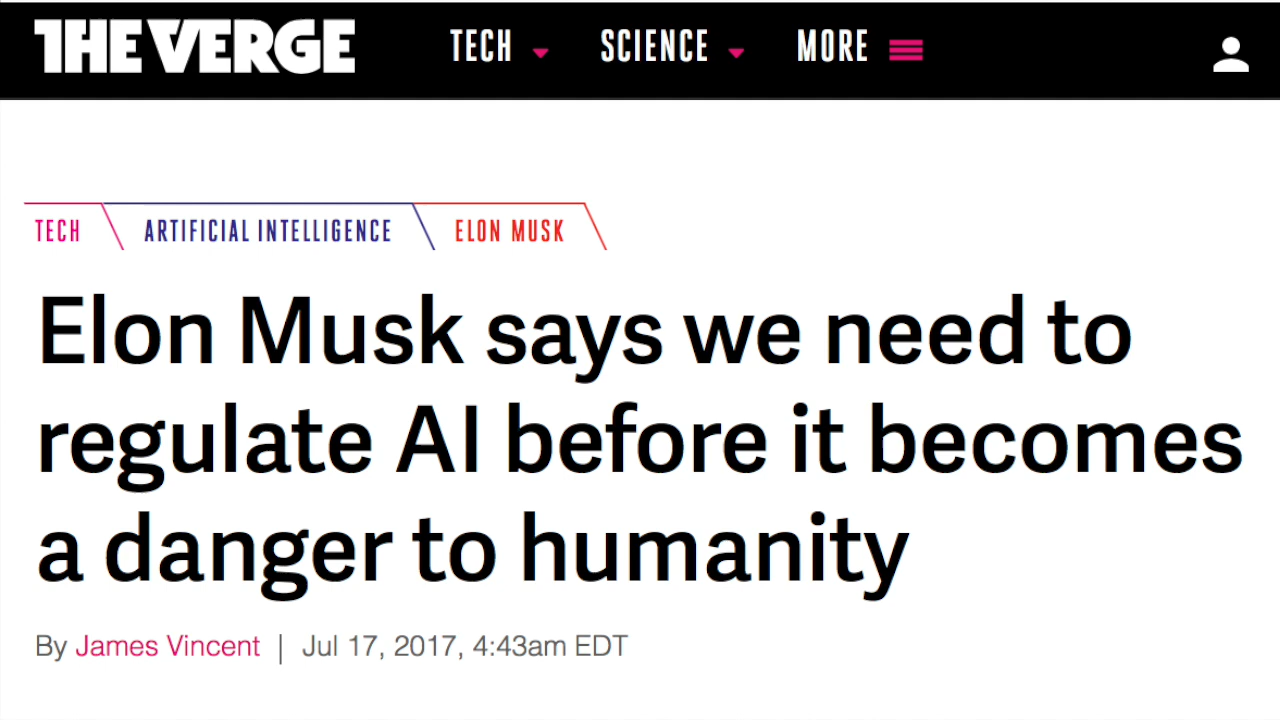 THE VERGE TECH SCIENCE MORE
TECH ARTIFICIAL INTELLIGENCE ELON MUSK
Elon Musk says we need to
regulate AI before it becomes
a danger to humanity
By James Vincent | Jul 17, 2017, 4:43am EDT